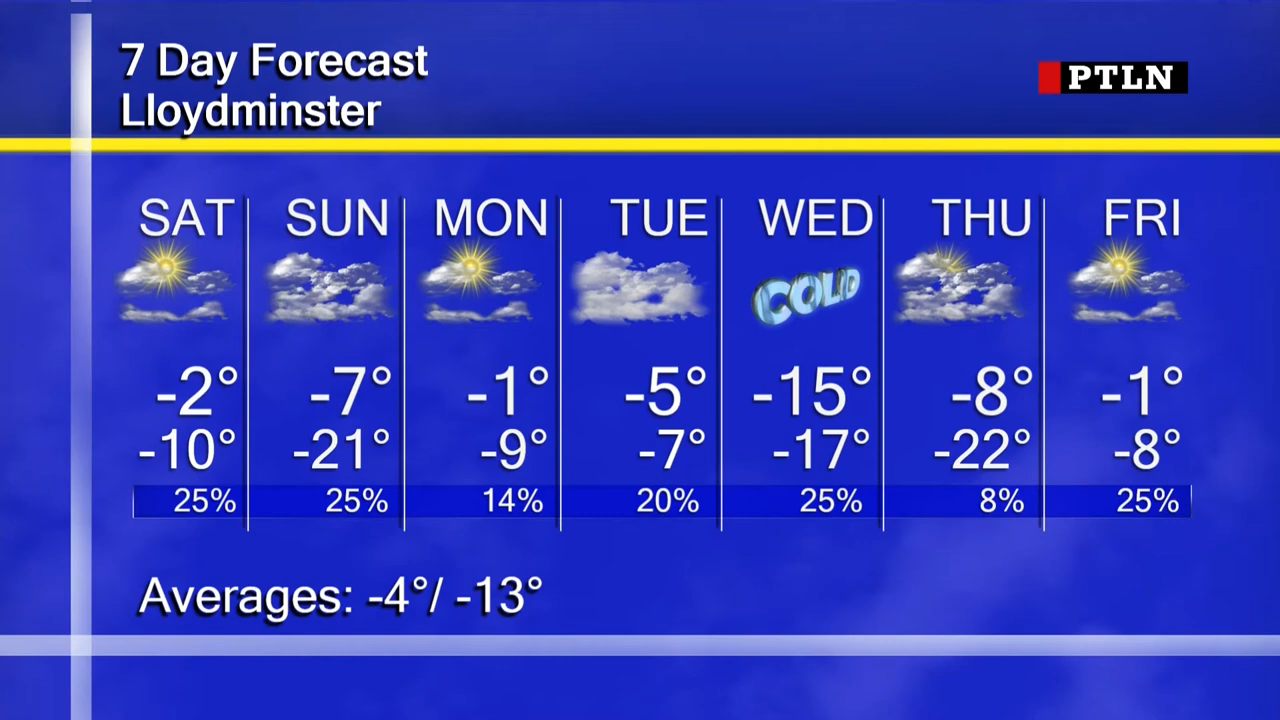 7 Day Forecast
Lloydminster
PTLN
SAT SUN MON TUE WED THU FRI
COLD
-2° -7° -1° -5° -15° -8° -1°
-10° -21° -9° -7° -17° -22° -8°
25% 25% 14% 20% 25% 8% 25%
Averages: -4°/ -13°